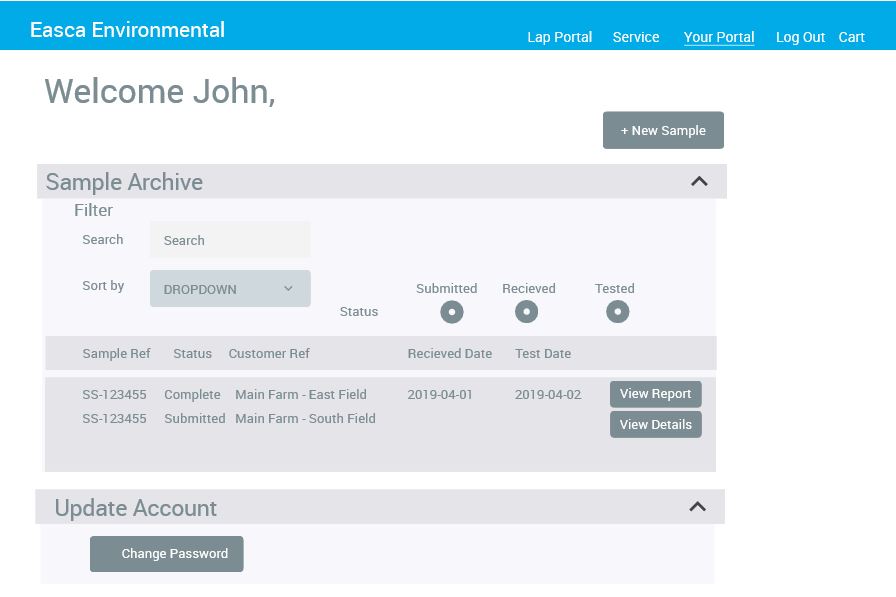 Easca Environmental
Lap Portal Service Your Portal Log Out Cart
Welcome John,
+ New Sample
Sample Archive
Filter
Search Search
Sort by DROPDOWN
Submitted Recieved Tested
Status
Sample Ref Status Customer Ref Recieved Date Test Date
SS-123455 Complete Main Farm - East Field 2019-04-01 2019-04-02 View Report
SS-123455 Submitted Main Farm - South Field View Details
Update Account
Change Password